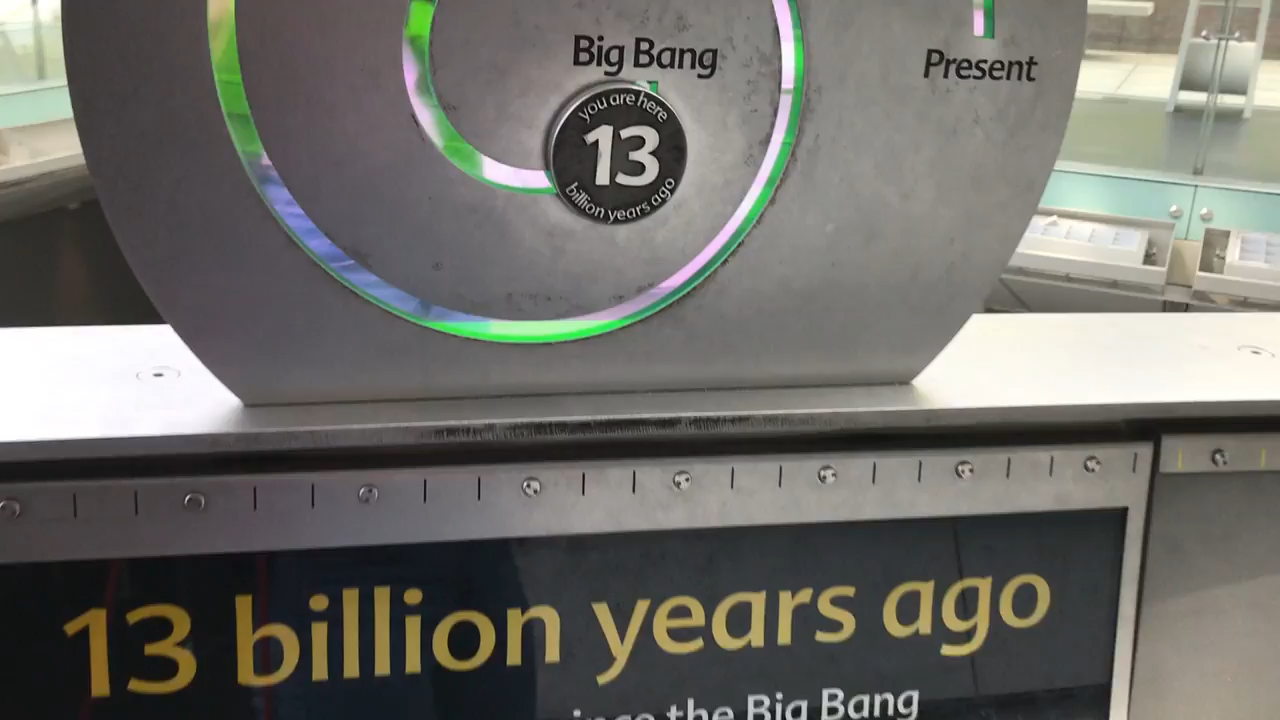 Big Bang
Present
you are here
13
billion years ago
13 billion years ago
the Big Bang